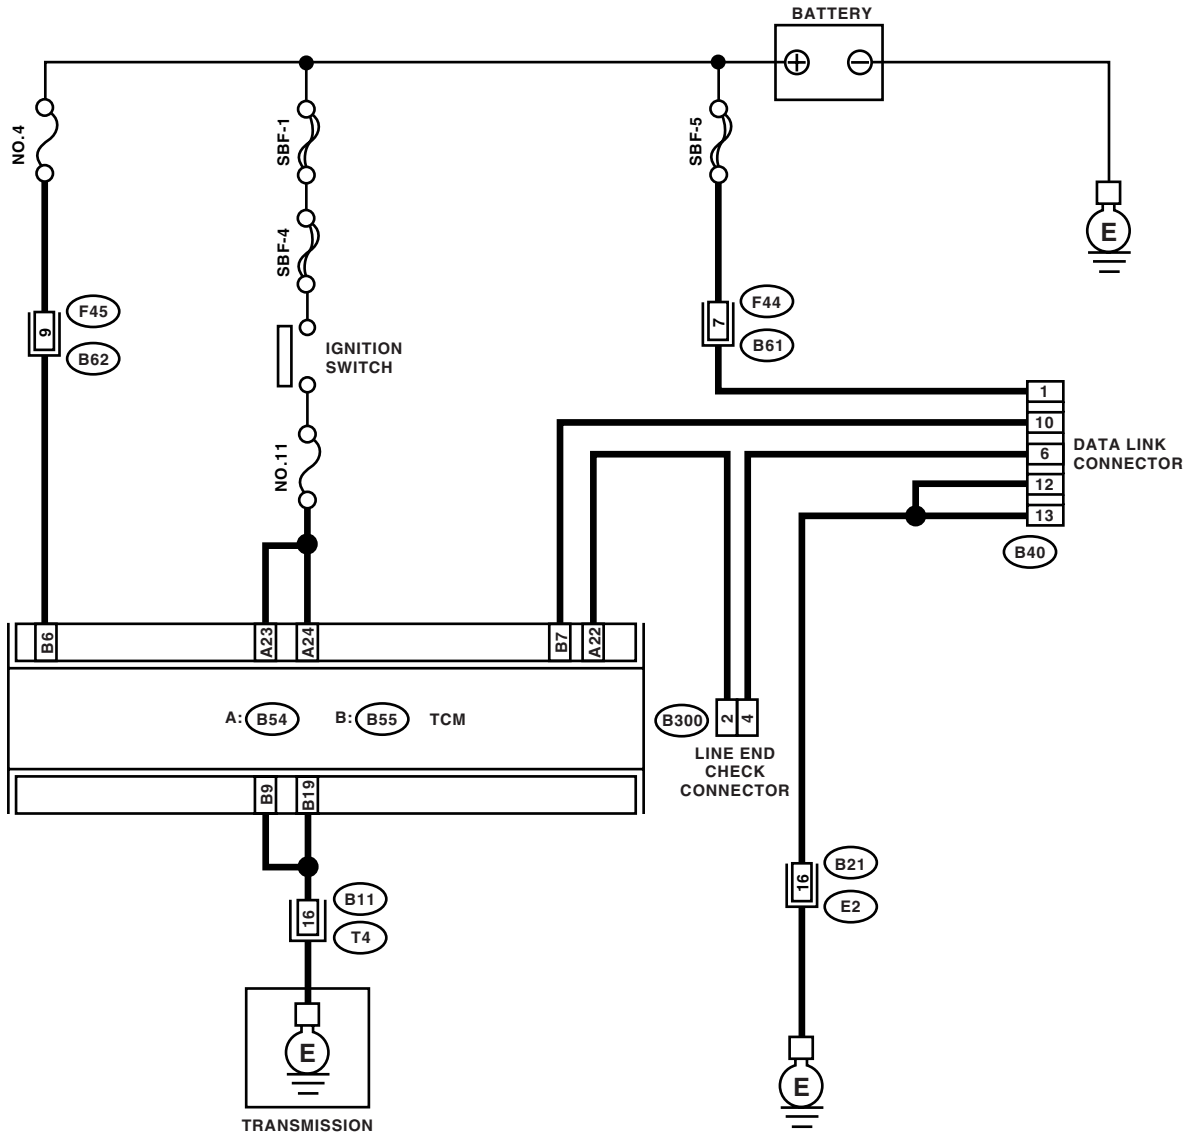 BATTERY
NO.4
SBF-1
SBF-5
SBF-4
E
F45
9
B62
F44
7
B61
IGNITION
SWITCH
NO.11
1
10
6
12
13
DATA LINK
CONNECTOR
B40
B6
A23
A24
B7
A22
A: B54 B: B55 TCM
B300
2
4
LINE END
CHECK
CONNECTOR
B9
B19
B11
16
T4
B21
16
E2
E
TRANSMISSION
E